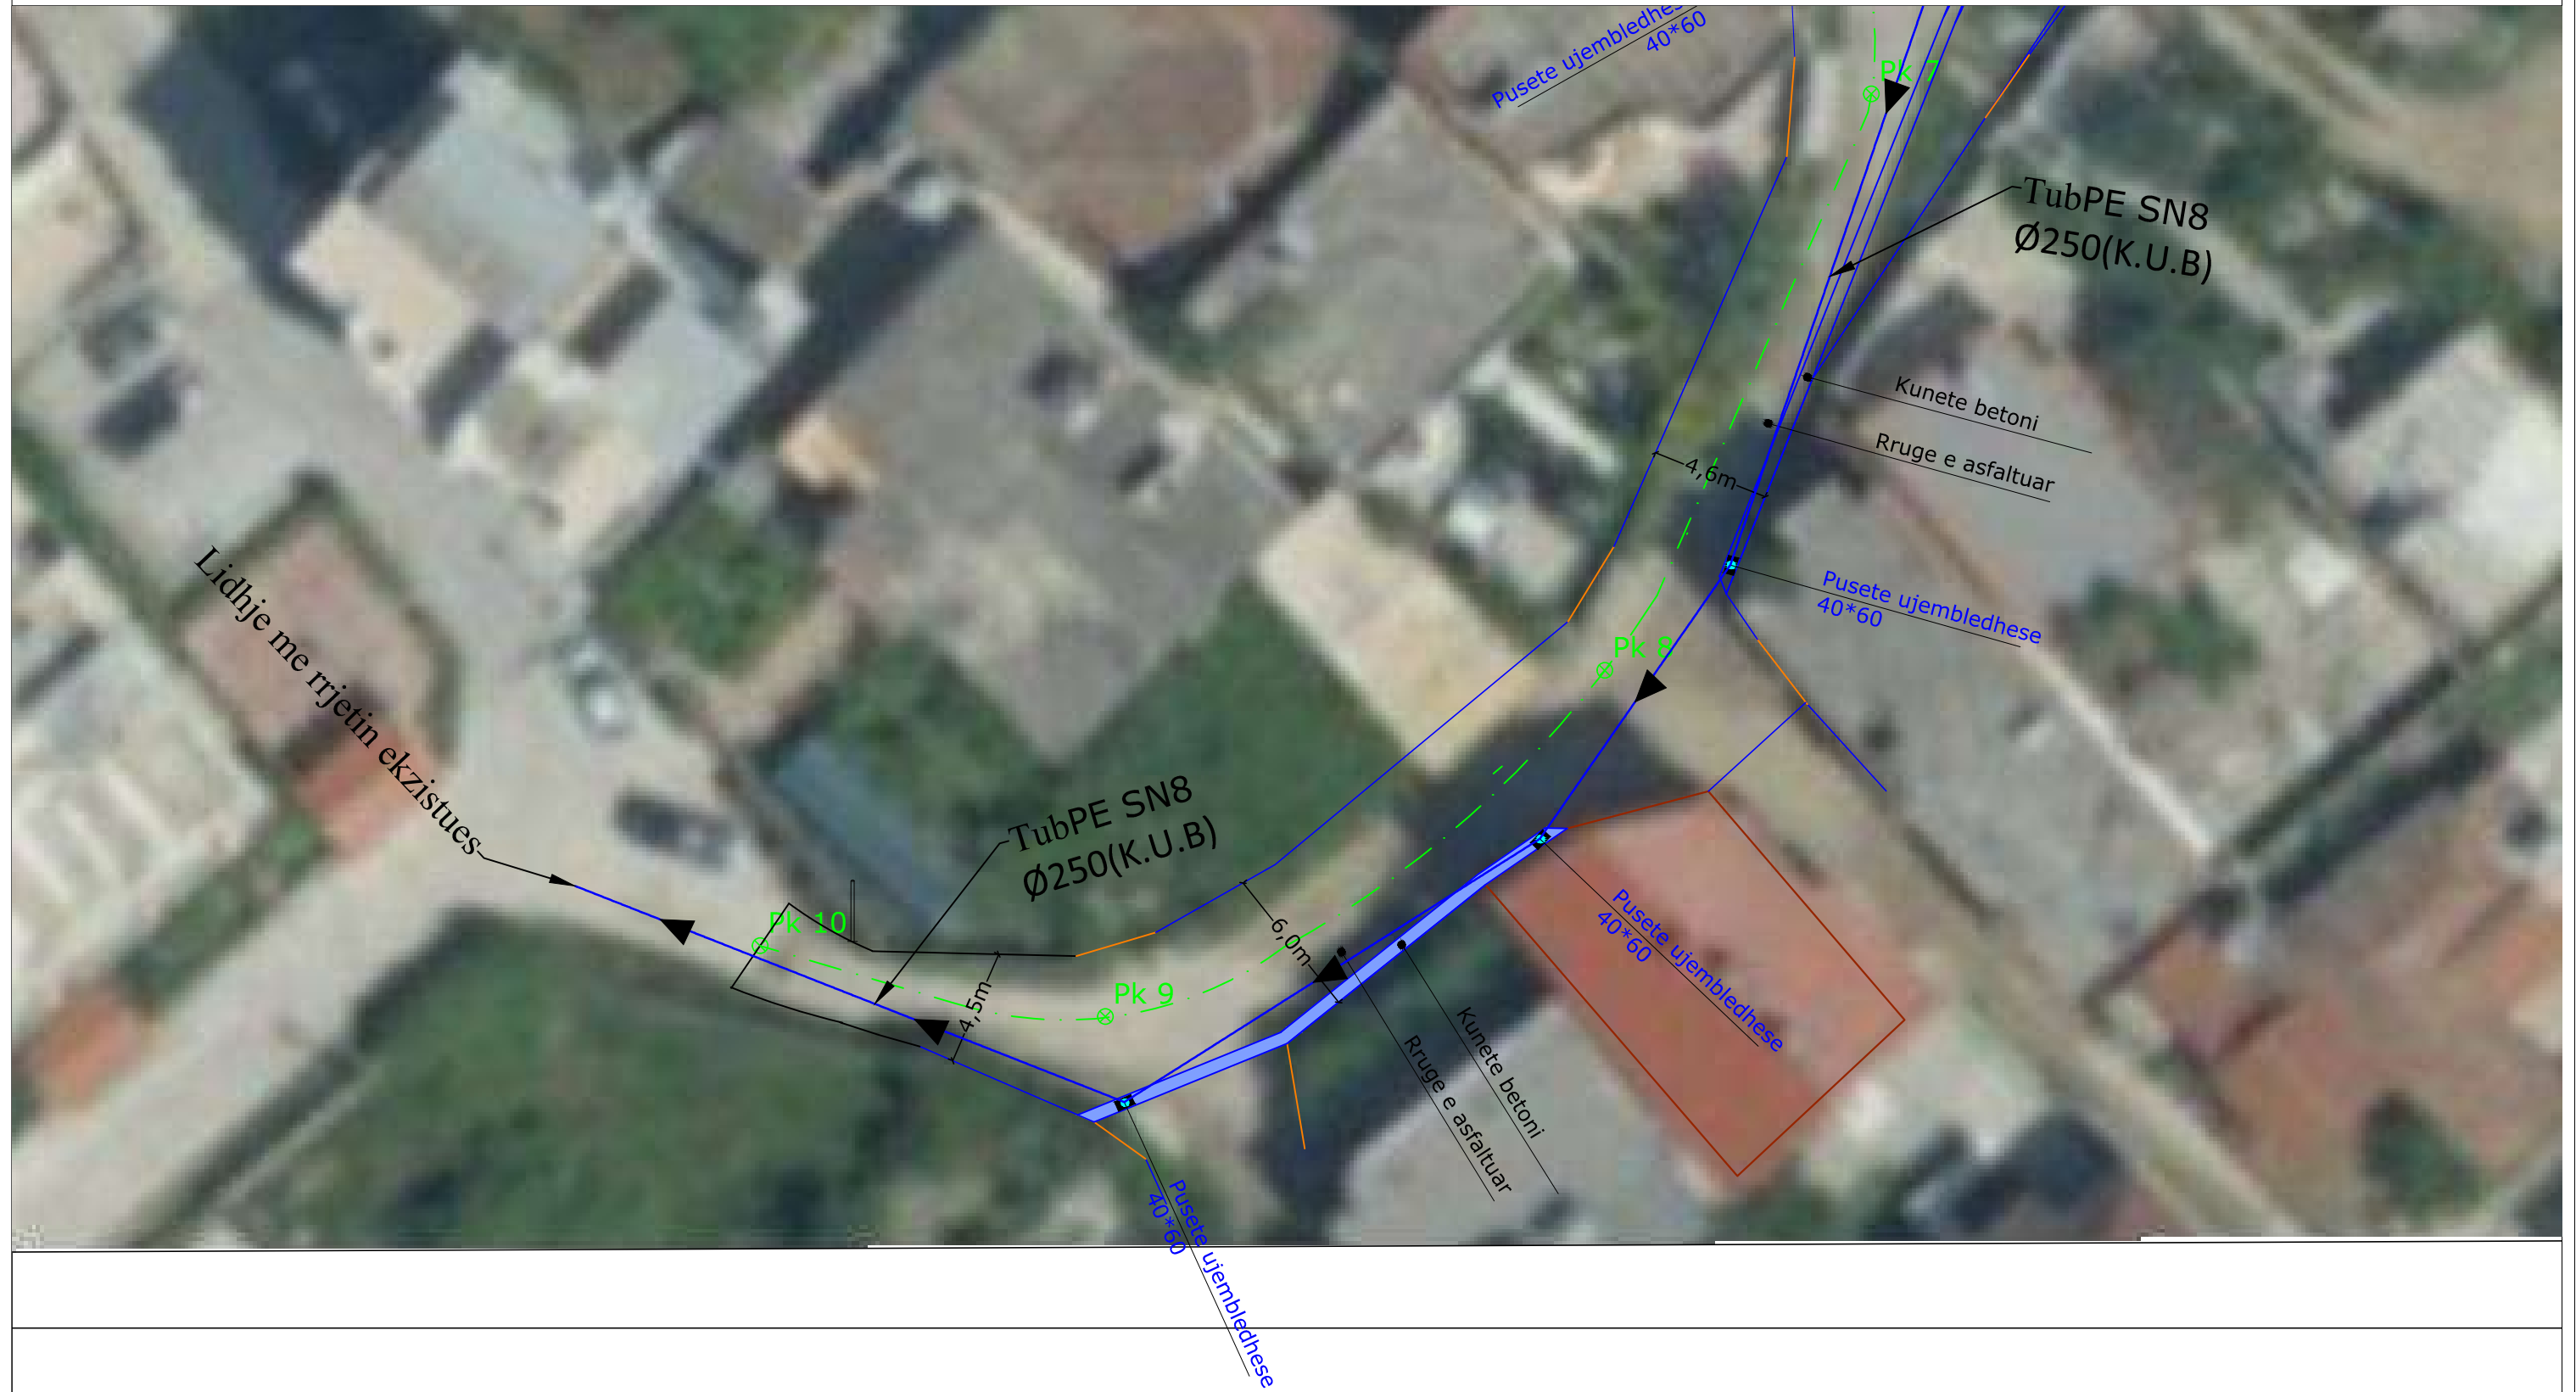 Pusete ujembledhese
40*60
Pk 7
TubPE SN8
Ø250(K.U.B)
Kunete betoni
Rruge e asfaltuar
4,6m
Pusete ujembledhese
40*60
Pk 8
Lidhje me rrjetin ekzistues
TubPE SN8
Ø250(K.U.B)
Pk 10
6,0m
Pk 9
4,5m
Pusete ujembledhese
40*60
Kunete betoni
Rruge e asfaltuar
Pusete ujembledhese
40*60